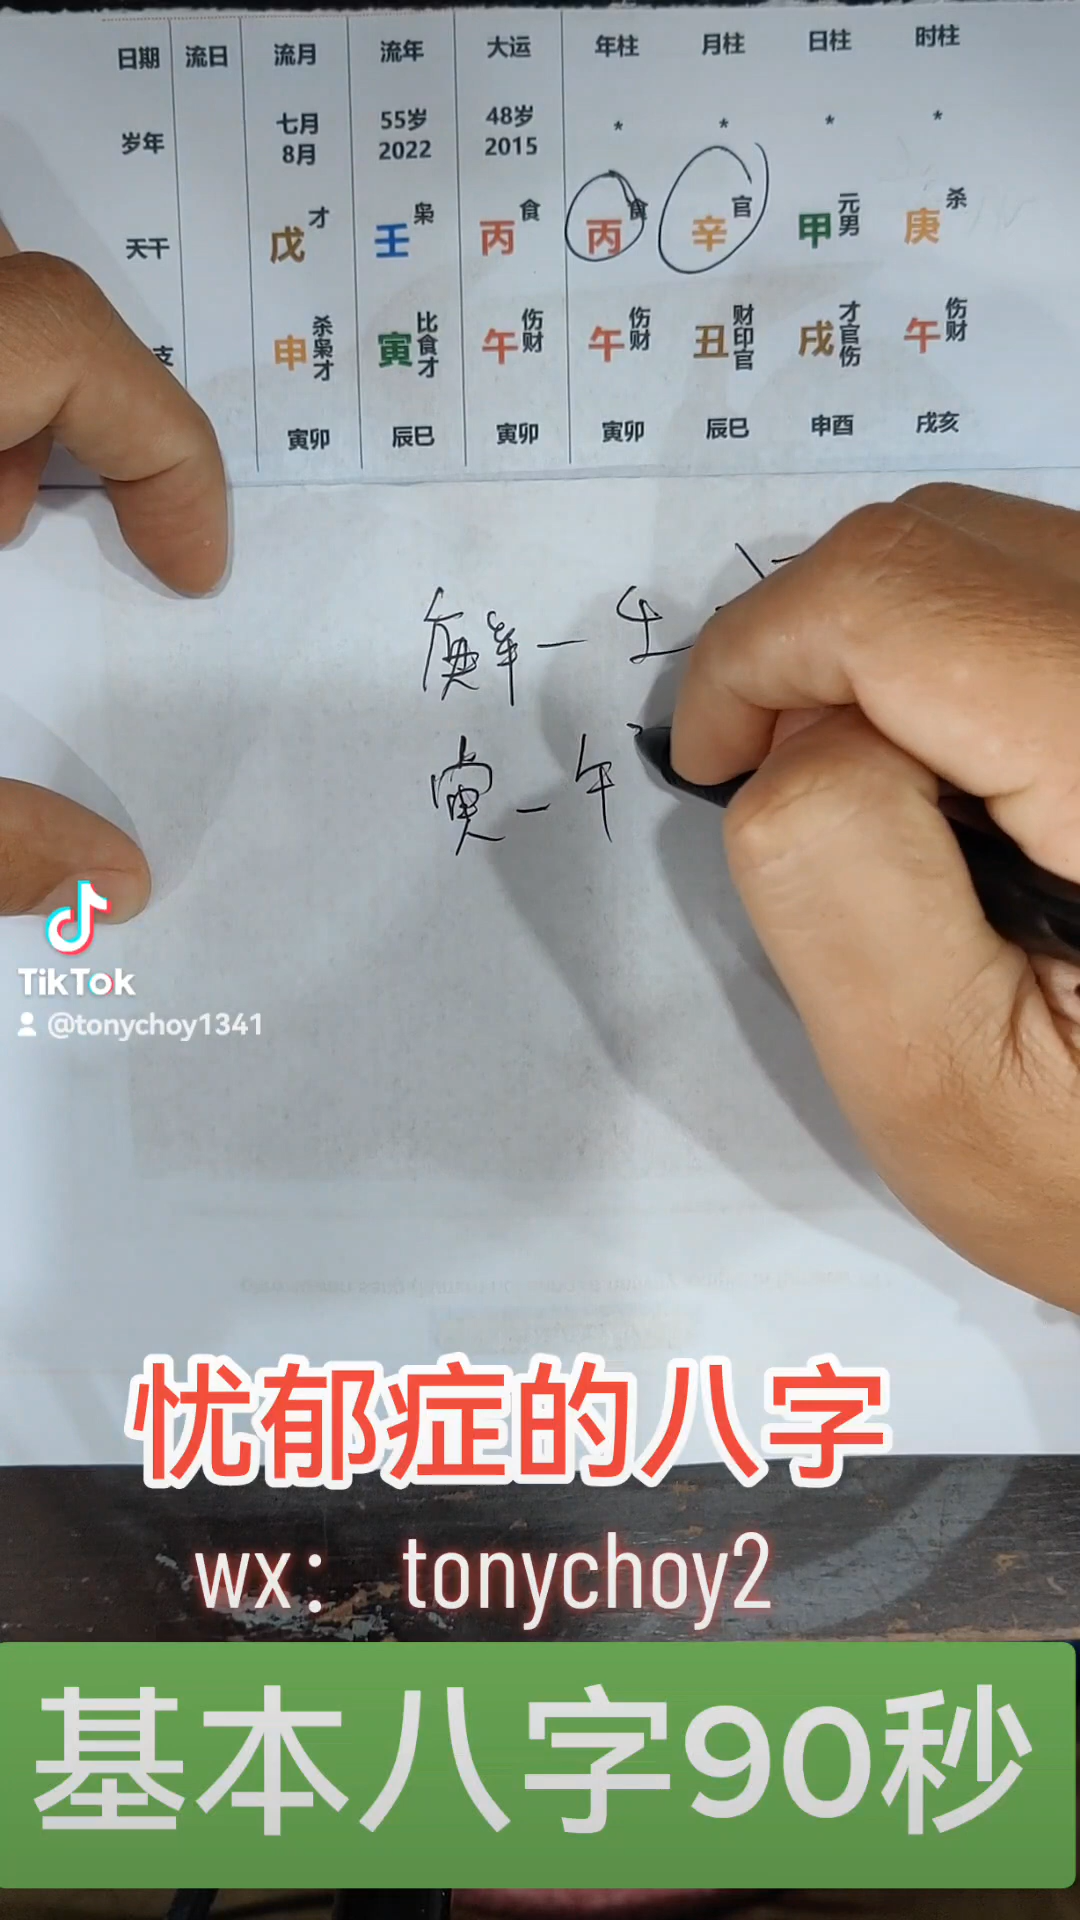 日期 流日 流月 流年 大运 年柱 月柱 日柱 时柱
岁年 七月 55岁 48岁 * * * *
8月 2022 2015
天干 戊 才 壬 枭 丙 食 丙 食 辛 官 甲 元男 庚 杀
支 申 杀枭才 寅 比食才 午 伤财 午 伤财 丑 财印官 戌 才官伤 午 伤财
寅卯 辰巳 寅卯 寅卯 辰巳 申酉 戌亥
寅一午
TikTok
@tonychoy1341
忧郁症的八字
wx: tonychoy2
基本八字90秒